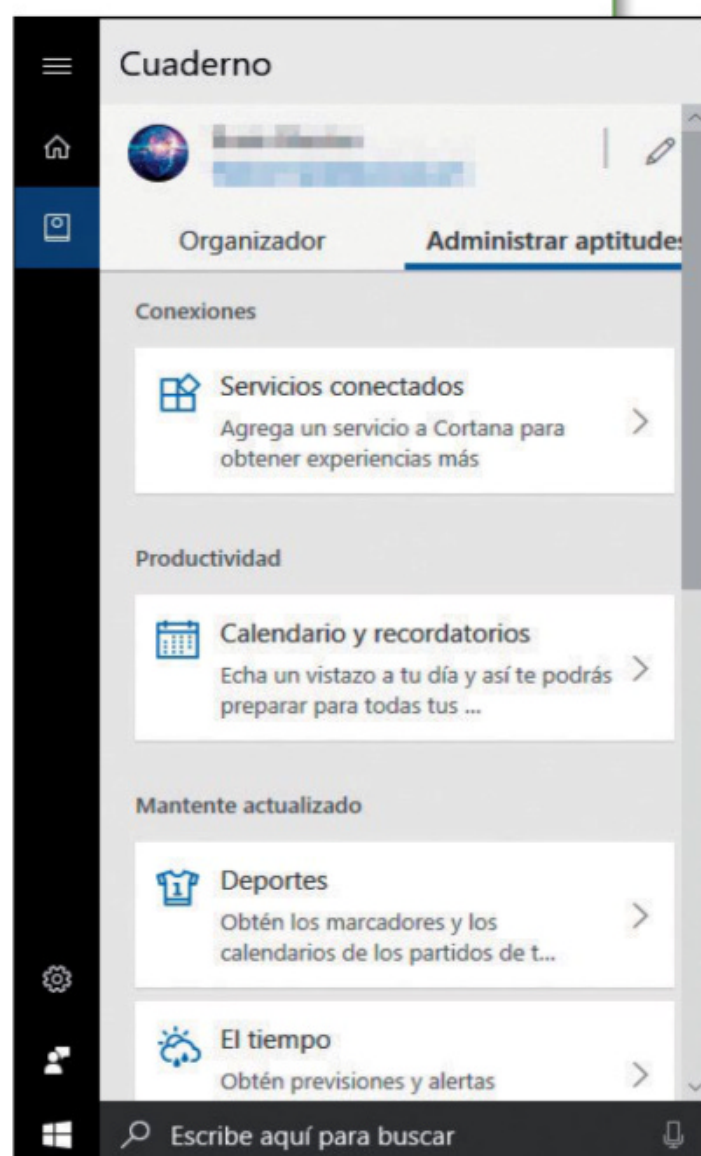 Cuaderno
Organizador
Administrar aptitudes
Conexiones
Servicios conectados
Agrega un servicio a Cortana para
obtener experiencias más
Productividad
Calendario y recordatorios
Echa un vistazo a tu día y así te podrás
preparar para todas tus ...
Mantente actualizado
Deportes
Obtén los marcadores y los
calendarios de los partidos de t...
El tiempo
Obtén previsiones y alertas
Escribe aquí para buscar